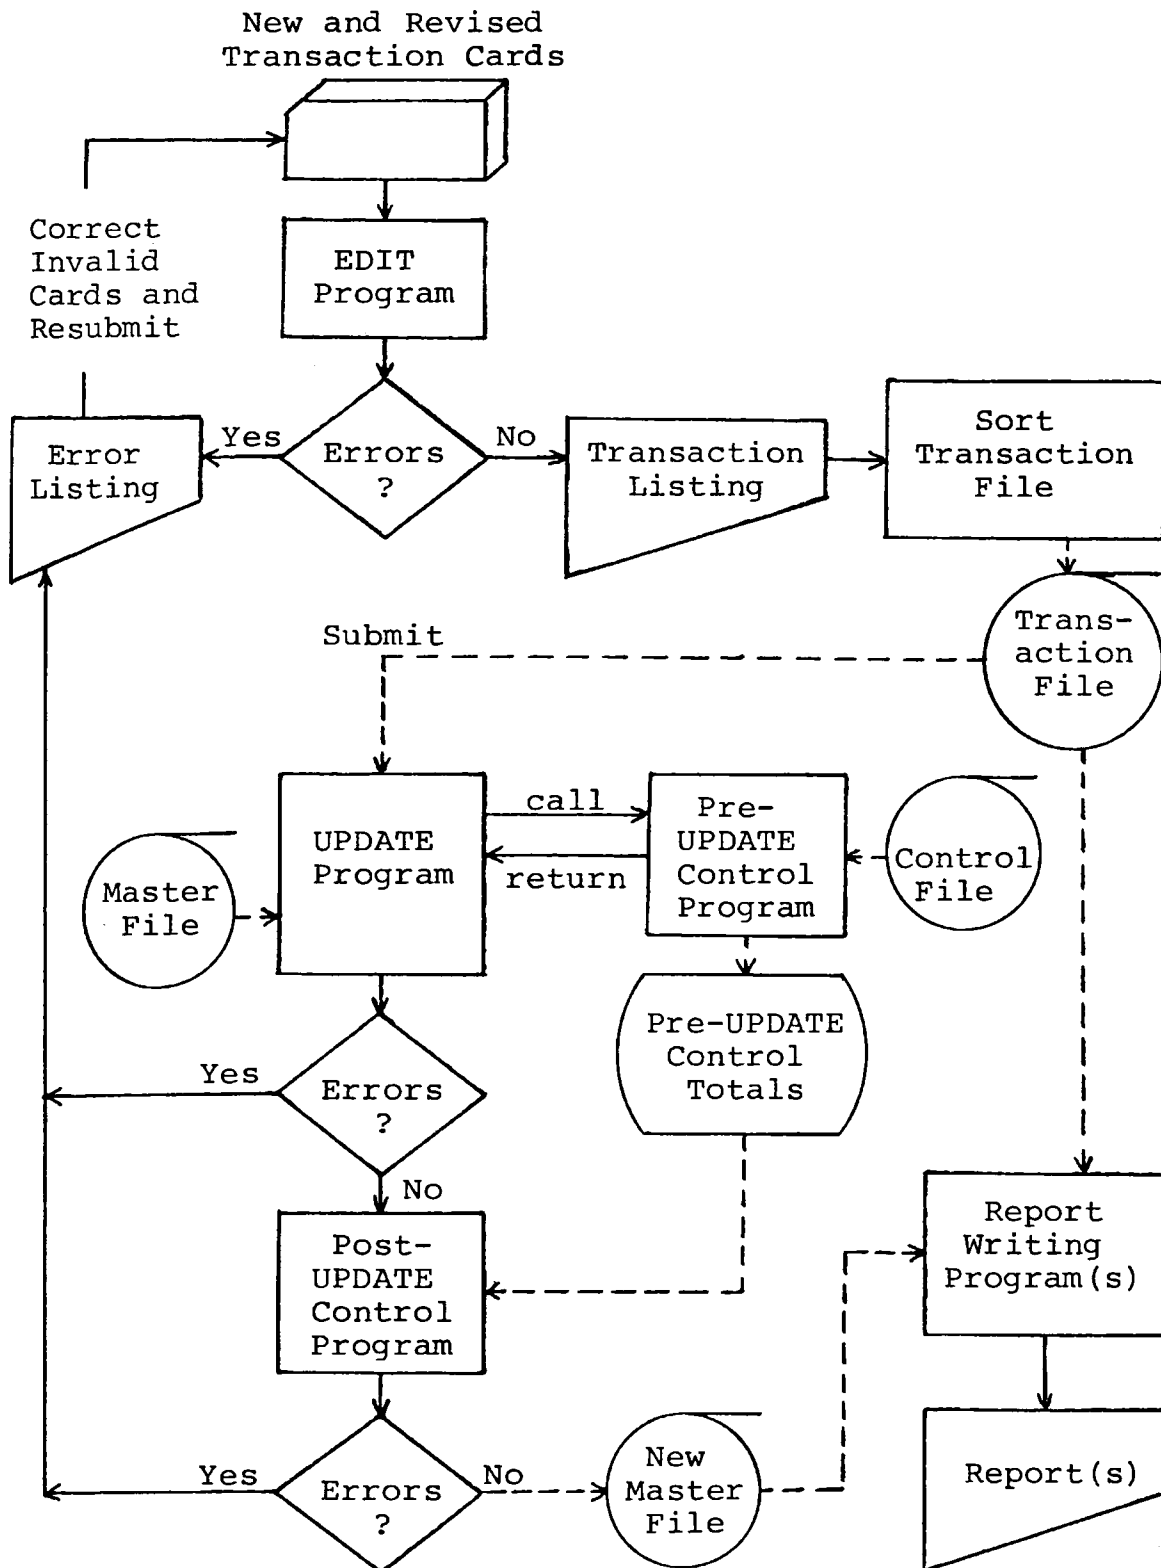 New and Revised
Transaction Cards
Correct
Invalid
Cards and
Resubmit
EDIT
Program
Error
Listing
Yes
Errors
?
No
Transaction
Listing
Sort
Transaction
File
Trans-
action
File
Submit
UPDATE
Program
call
return
Pre-
UPDATE
Control
Program
Control
File
Master
File
Pre-UPDATE
Control
Totals
Yes
Errors
?
No
Post-
UPDATE
Control
Program
Report
Writing
Program(s)
Yes
Errors
?
No
New
Master
File
Report(s)